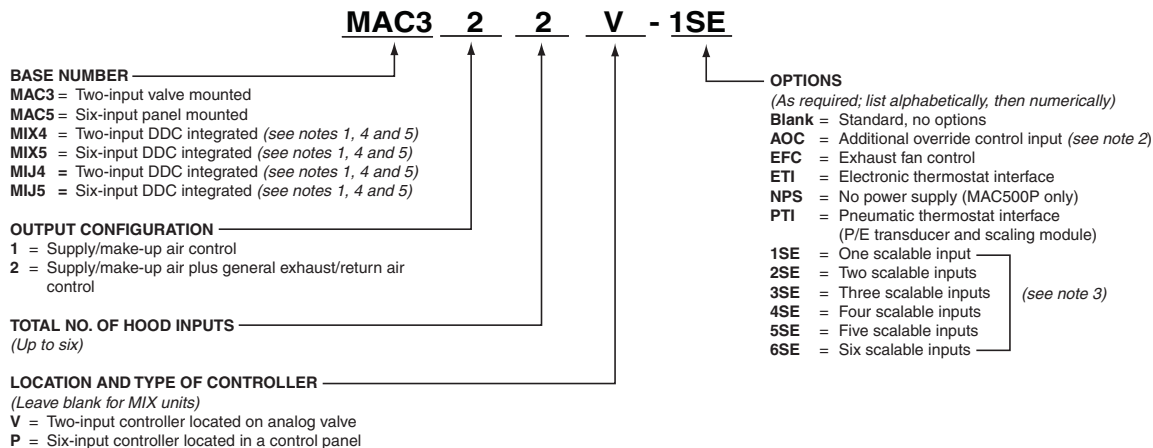 MAC3 2 2 V - 1SE
BASE NUMBER
MAC3 = Two-input valve mounted
MAC5 = Six-input panel mounted
MIX4 = Two-input DDC integrated (see notes 1, 4 and 5)
MIX5 = Six-input DDC integrated (see notes 1, 4 and 5)
MIJ4 = Two-input DDC integrated (see notes 1, 4 and 5)
MIJ5 = Six-input DDC integrated (see notes 1, 4 and 5)
OUTPUT CONFIGURATION
1 = Supply/make-up air control
2 = Supply/make-up air plus general exhaust/return air
control
TOTAL NO. OF HOOD INPUTS
(Up to six)
LOCATION AND TYPE OF CONTROLLER
(Leave blank for MIX units)
V = Two-input controller located on analog valve
P = Six-input controller located in a control panel
OPTIONS
(As required; list alphabetically, then numerically)
Blank = Standard, no options
AOC = Additional override control input (see note 2)
EFC = Exhaust fan control
ETI = Electronic thermostat interface
NPS = No power supply (MAC500P only)
PTI = Pneumatic thermostat interface
(P/E transducer and scaling module)
1SE = One scalable input
2SE = Two scalable inputs
3SE = Three scalable inputs (see note 3)
4SE = Four scalable inputs
5SE = Five scalable inputs
6SE = Six scalable inputs